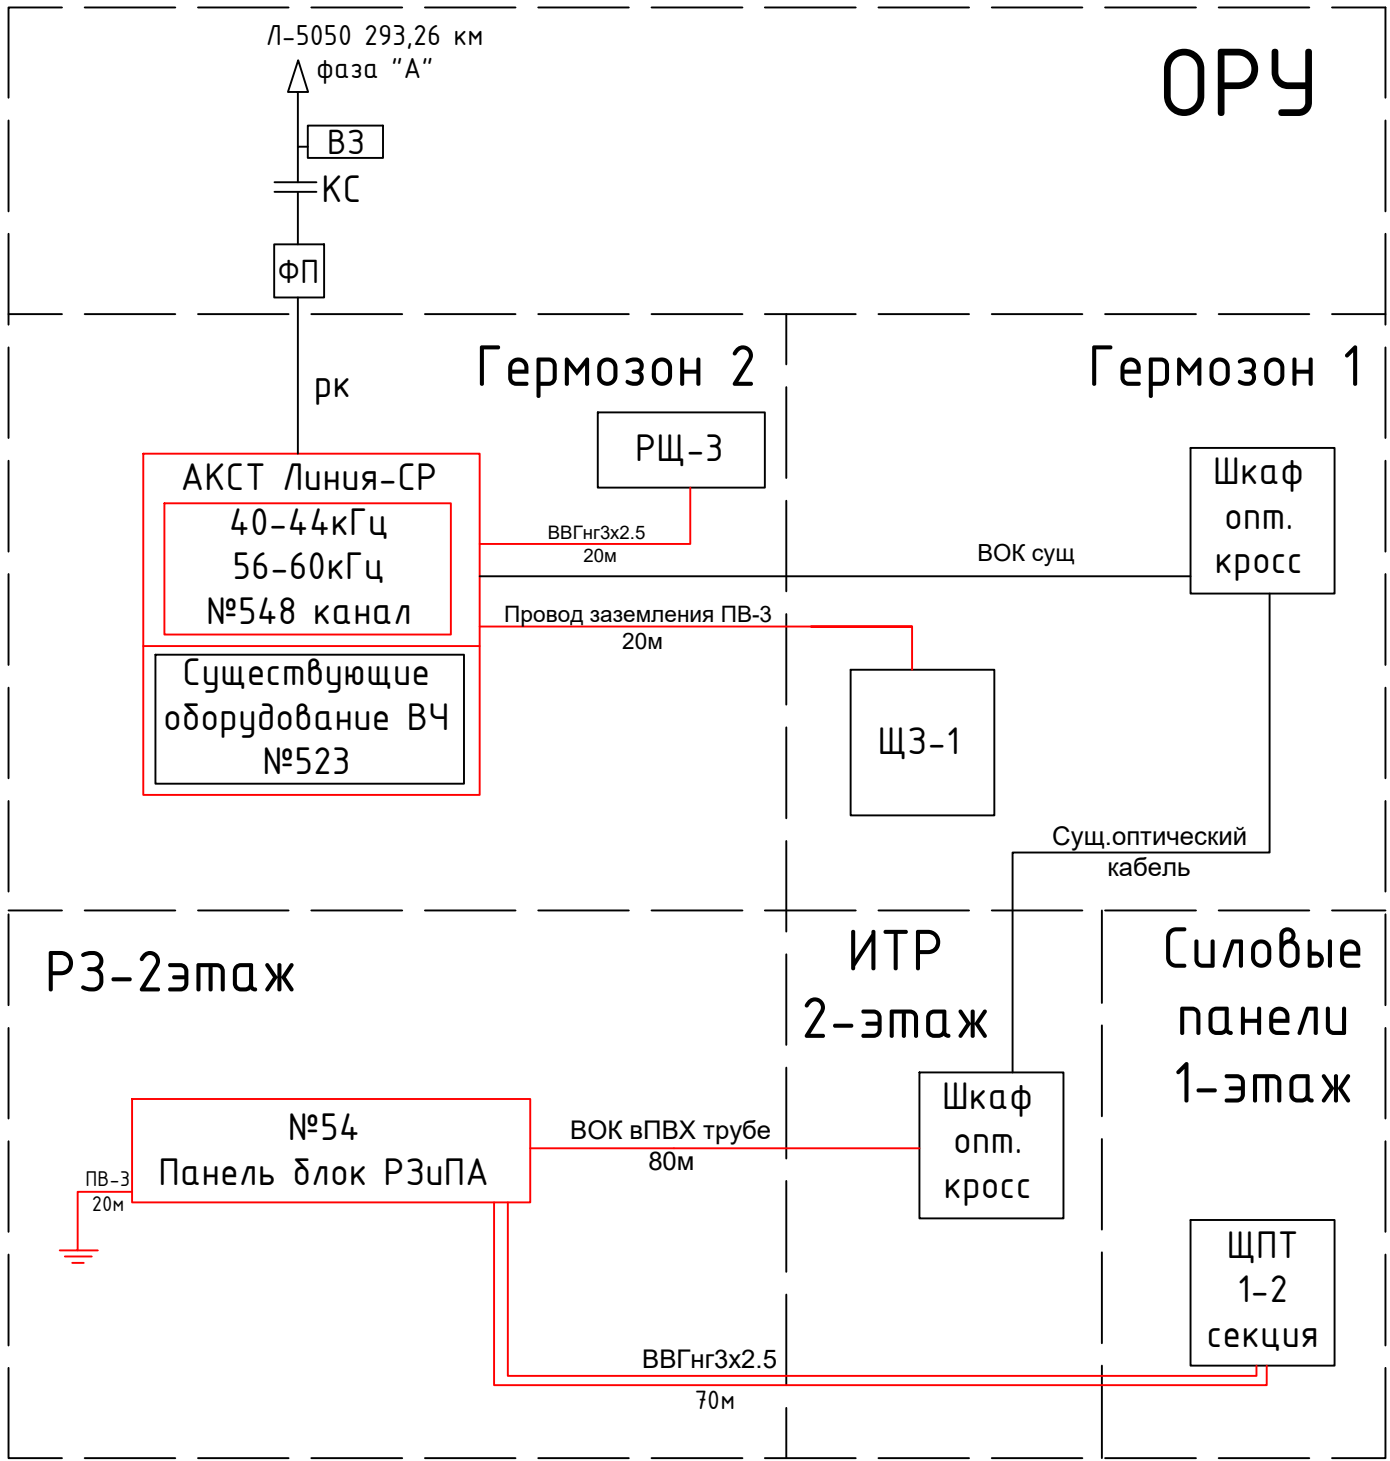 Л-5050 293,26 км
фаза "А"
ОРУ
ВЗ
КС
ФП
рк
Гермозон 2
Гермозон 1
РЩ-3
АКСТ Линия-СР
40-44кГц
56-60кГц
№548 канал
ВВГнг3х2.5
20м
ВОК сущ
Шкаф
опт.
кросс
Провод заземления ПВ-3
20м
Существующие
оборудование ВЧ
№523
ЩЗ-1
Сущ.оптический
кабель
РЗ-2этаж
ИТР
2-этаж
Силовые
панели
1-этаж
№54
Панель блок РЗиПА
ПВ-3
20м
ВОК вПВХ трубе
80м
Шкаф
опт.
кросс
ЩПТ
1-2
секция
ВВГнг3х2.5
70м